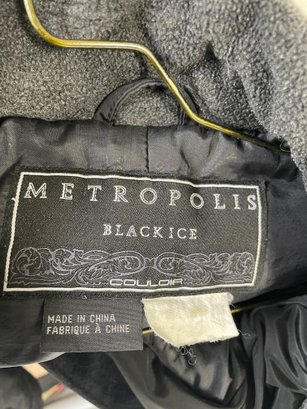 METROPOLIS
BLACK ICE
COULOIR
MADE IN CHINA
FABRIQUÉ À CHINE